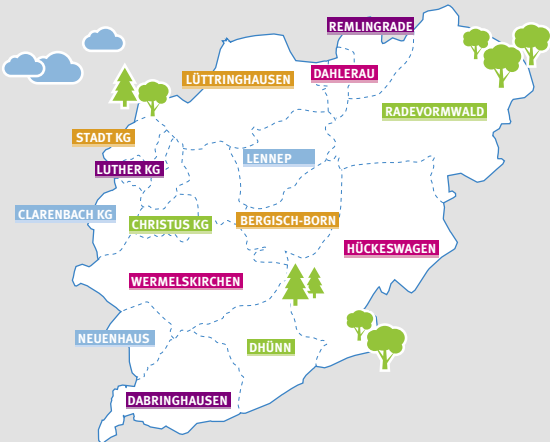 REMLINGRADE
DAHLERAU
LÜTTRINGHAUSEN
RADEVORMWALD
STADT KG
LENNEP
LUTHER KG
CLARENBACH KG
CHRISTUS KG
BERGISCH-BORN
HÜCKESWAGEN
WERMELSKIRCHEN
NEUENHAUS
DHÜNN
DABRINGHAUSEN